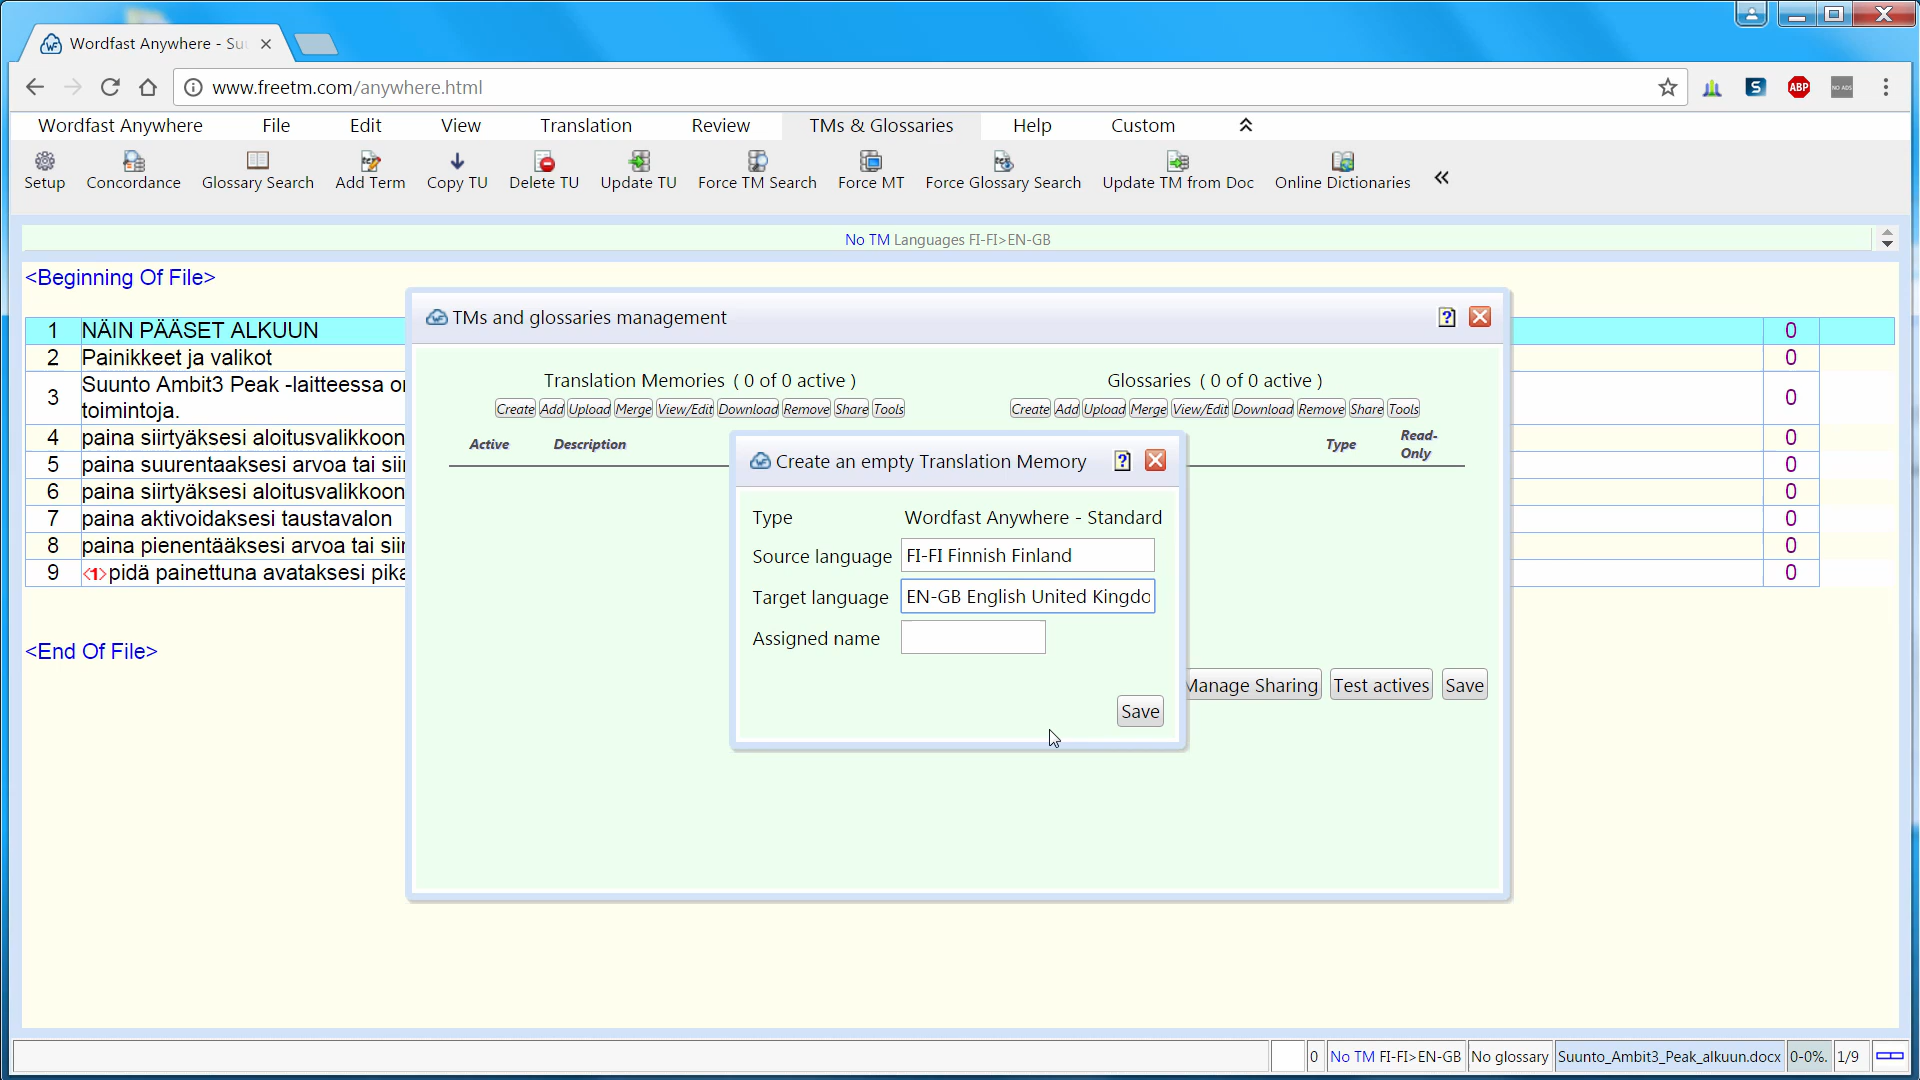 Wordfast Anywhere - Su
www.freetm.com/anywhere.html
ABP
NO ADS
Wordfast Anywhere File Edit View Translation Review TMs & Glossaries Help Custom
Setup Concordance Glossary Search Add Term Copy TU Delete TU Update TU Force TM Search Force MT Force Glossary Search Update TM from Doc Online Dictionaries
No TM Languages FI-FI>EN-GB
<Beginning Of File>
1 NÄIN PÄÄSET ALKUUN 0
2 Painikkeet ja valikot 0
3 Suunto Ambit3 Peak -laitteessa on
toimintoja. 0
4 paina siirtyäksesi aloitusvalikkoon 0
5 paina suurentaaksesi arvoa tai siir 0
6 paina siirtyäksesi aloitusvalikkoon 0
7 paina aktivoidaksesi taustavalon 0
8 paina pienentääksesi arvoa tai siir 0
9 <1>pidä painettuna avataksesi pika 0
<End Of File>
TMs and glossaries management
Translation Memories ( 0 of 0 active )
Create Add Upload Merge View/Edit Download Remove Share Tools
Active Description
Glossaries ( 0 of 0 active )
Create Add Upload Merge View/Edit Download Remove Share Tools
Type Read-
Only
Create an empty Translation Memory
Type Wordfast Anywhere - Standard
Source language FI-FI Finnish Finland
Target language EN-GB English United Kingdo
Assigned name
Save
Manage Sharing Test actives Save
0 No TM FI-FI>EN-GB No glossary Suunto_Ambit3_Peak_alkuun.docx 0-0%. 1/9